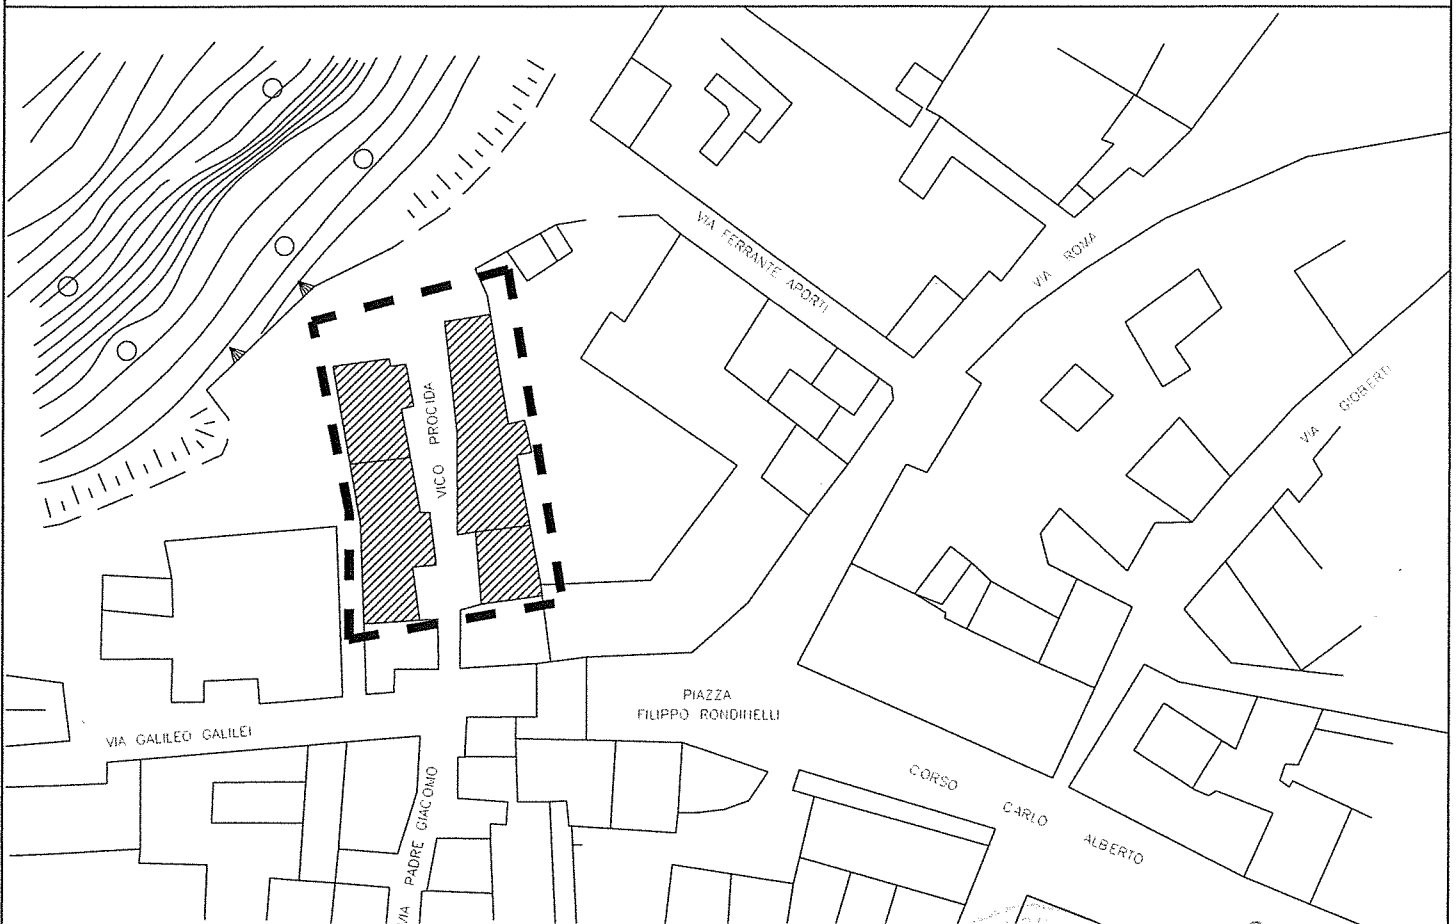 VIA FERRANTE APORTI
VIA ROMA
VICO PROCIDA
VIA GIOBERTI
PIAZZA
FILIPPO RONDINELLI
VIA GALILEO GALILEI
VIA PADRE GIACOMO
CORSO CARLO ALBERTO